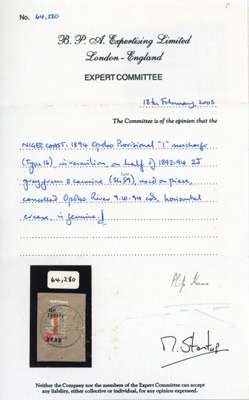 No. 64,280
B. P. A. Expertising Limited
London - England
EXPERT COMMITTEE
18th February, 2005
The Committee is of the opinion that the
NIGER COAST: 1894 Opobo Provisional "1" surcharge
(Type 16), in vermilion on half of 1892-94 2d
grey-green & carmine (SG 59), used on piece,
cancelled Opobo River 9.10.94 cds, horizontal
crease, is genuine.
64,280
Neither the Company nor the members of the Expert Committee can accept
any liability, either collective or individual, for any opinion expressed.